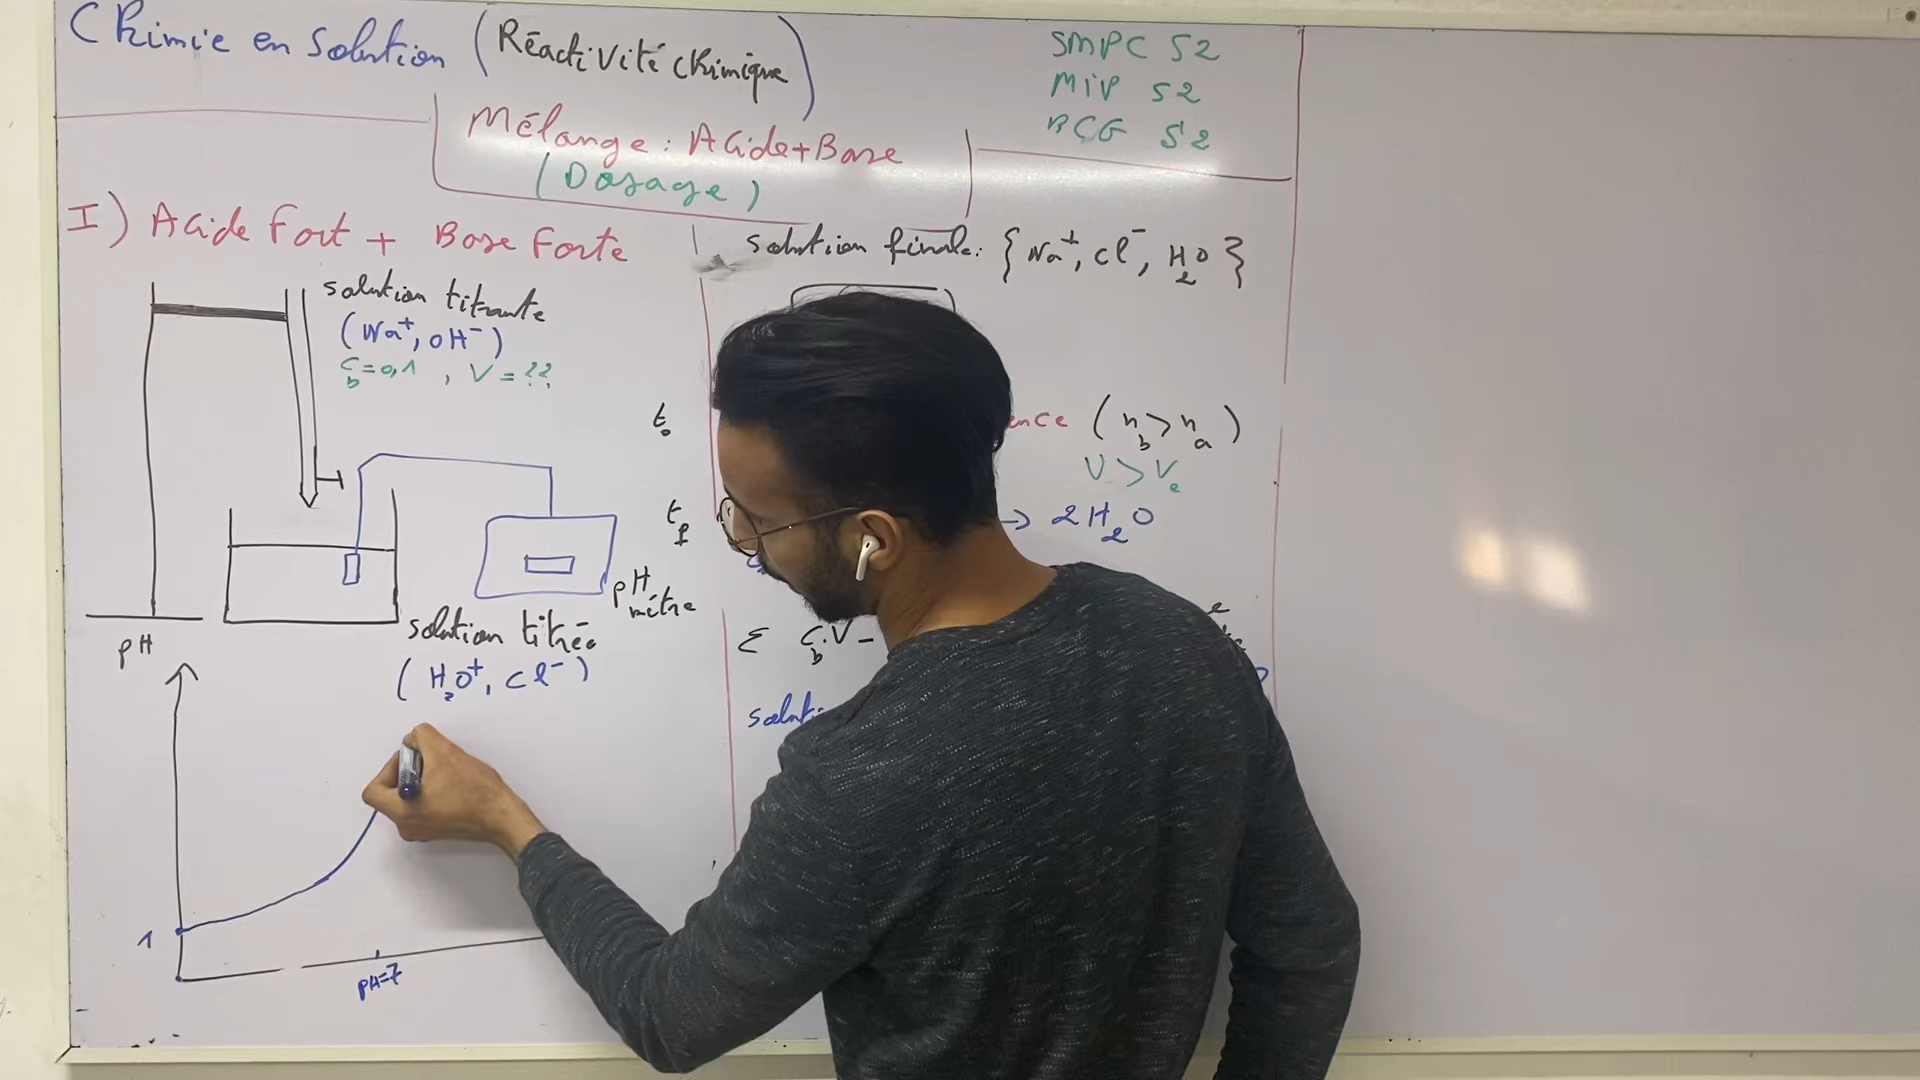 Chimie en Solution (Réactivité chimique)
SMPC S2
MIP S2
BCG S2
Mélange: Acide+Base
(Dosage)
I) Acide Fort + Base Forte
solution titrante
(Na⁺, OH⁻)
C_b=0,1 , V=??
pH mètre
solution titrée
(H₃O⁺, Cl⁻)
pH
1
pH=7
solution finale: {Na⁺, Cl⁻, H₂O}
t₀
ence (n_b > n_a)
V > V_e
t_f
→ 2H₂O
ε C_b.V -